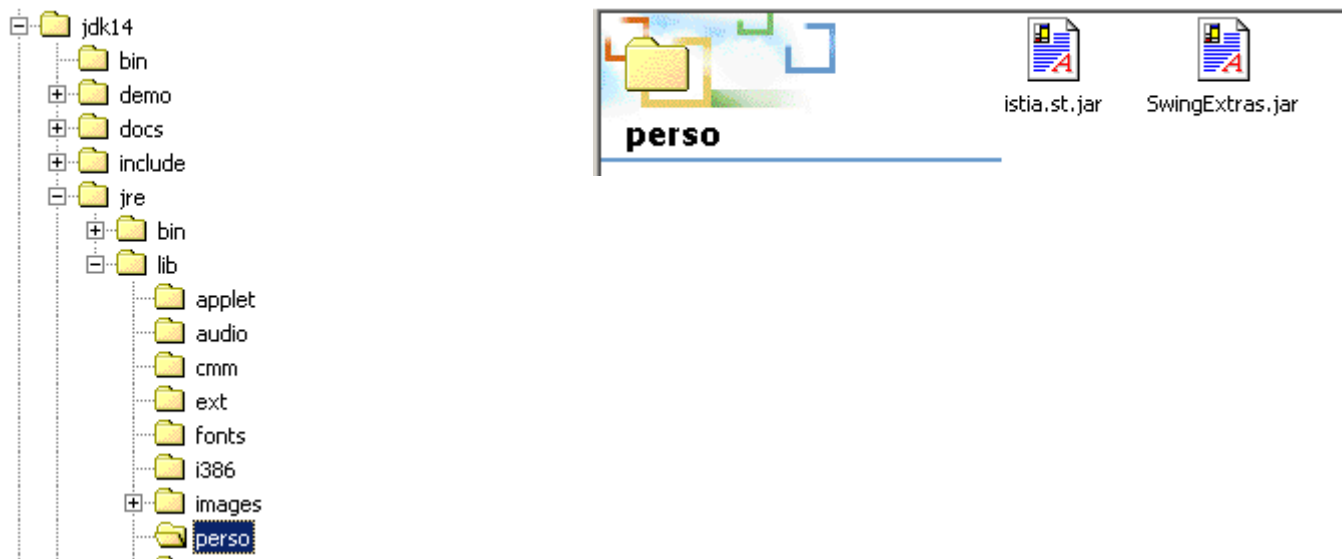 jdk14
bin
demo
docs
include
jre
bin
lib
applet
audio
cmm
ext
fonts
i386
images
perso
perso
istia.st.jar
SwingExtras.jar